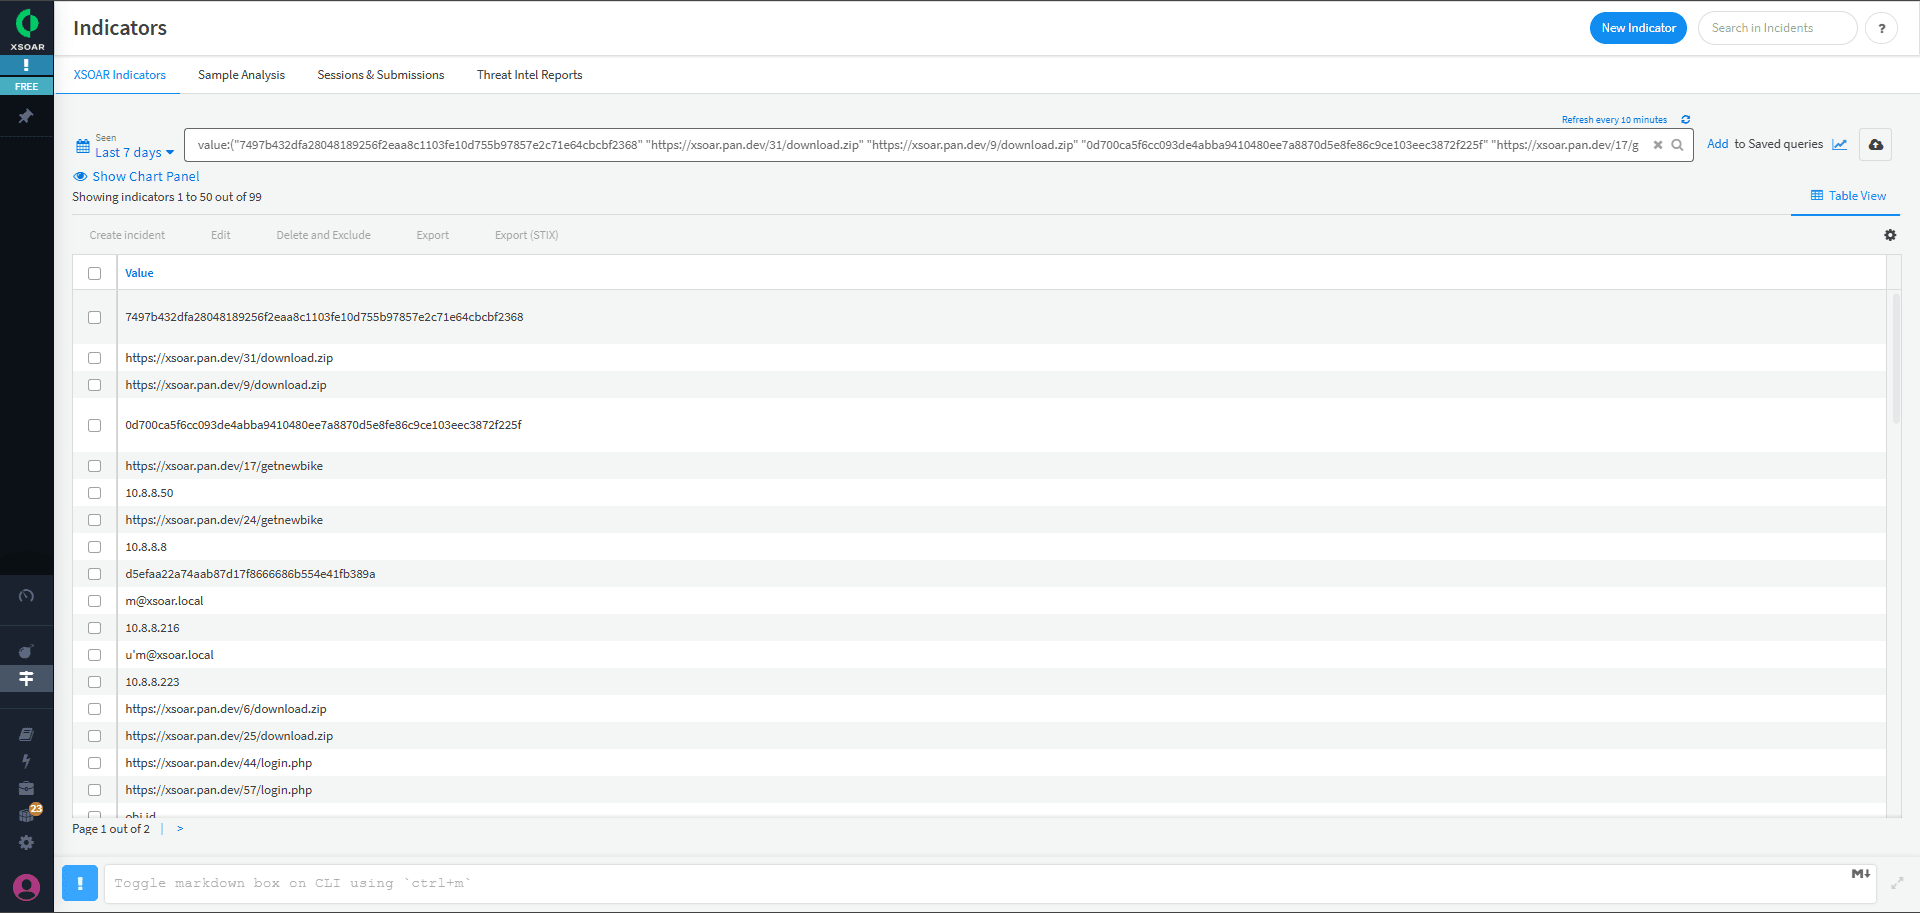 XSOAR
FREE
23
Indicators
New Indicator
Search in Incidents
?
XSOAR Indicators
Sample Analysis
Sessions & Submissions
Threat Intel Reports
Refresh every 10 minutes
Seen
Last 7 days
value:("7497b432dfa28048189256f2eaa8c1103fe10d755b97857e2c71e64cbcbf2368" "https://xsoar.pan.dev/31/download.zip" "https://xsoar.pan.dev/9/download.zip" "0d700ca5f6cc093de4abba9410480ee7a8870d5e8fe86c9ce103eec3872f225f" "https://xsoar.pan.dev/17/g
Add to Saved queries
Show Chart Panel
Showing indicators 1 to 50 out of 99
Table View
Create incident
Edit
Delete and Exclude
Export
Export (STIX)
Value
7497b432dfa28048189256f2eaa8c1103fe10d755b97857e2c71e64cbcbf2368
https://xsoar.pan.dev/31/download.zip
https://xsoar.pan.dev/9/download.zip
0d700ca5f6cc093de4abba9410480ee7a8870d5e8fe86c9ce103eec3872f225f
https://xsoar.pan.dev/17/getnewbike
10.8.8.50
https://xsoar.pan.dev/24/getnewbike
10.8.8.8
d5efaa22a74aab87d17f8666686b554e41fb389a
m@xsoar.local
10.8.8.216
u'm@xsoar.local
10.8.8.223
https://xsoar.pan.dev/6/download.zip
https://xsoar.pan.dev/25/download.zip
https://xsoar.pan.dev/44/login.php
https://xsoar.pan.dev/57/login.php
obj.id
Page 1 out of 2 | >
! Toggle markdown box on CLI using `ctrl+m`
M